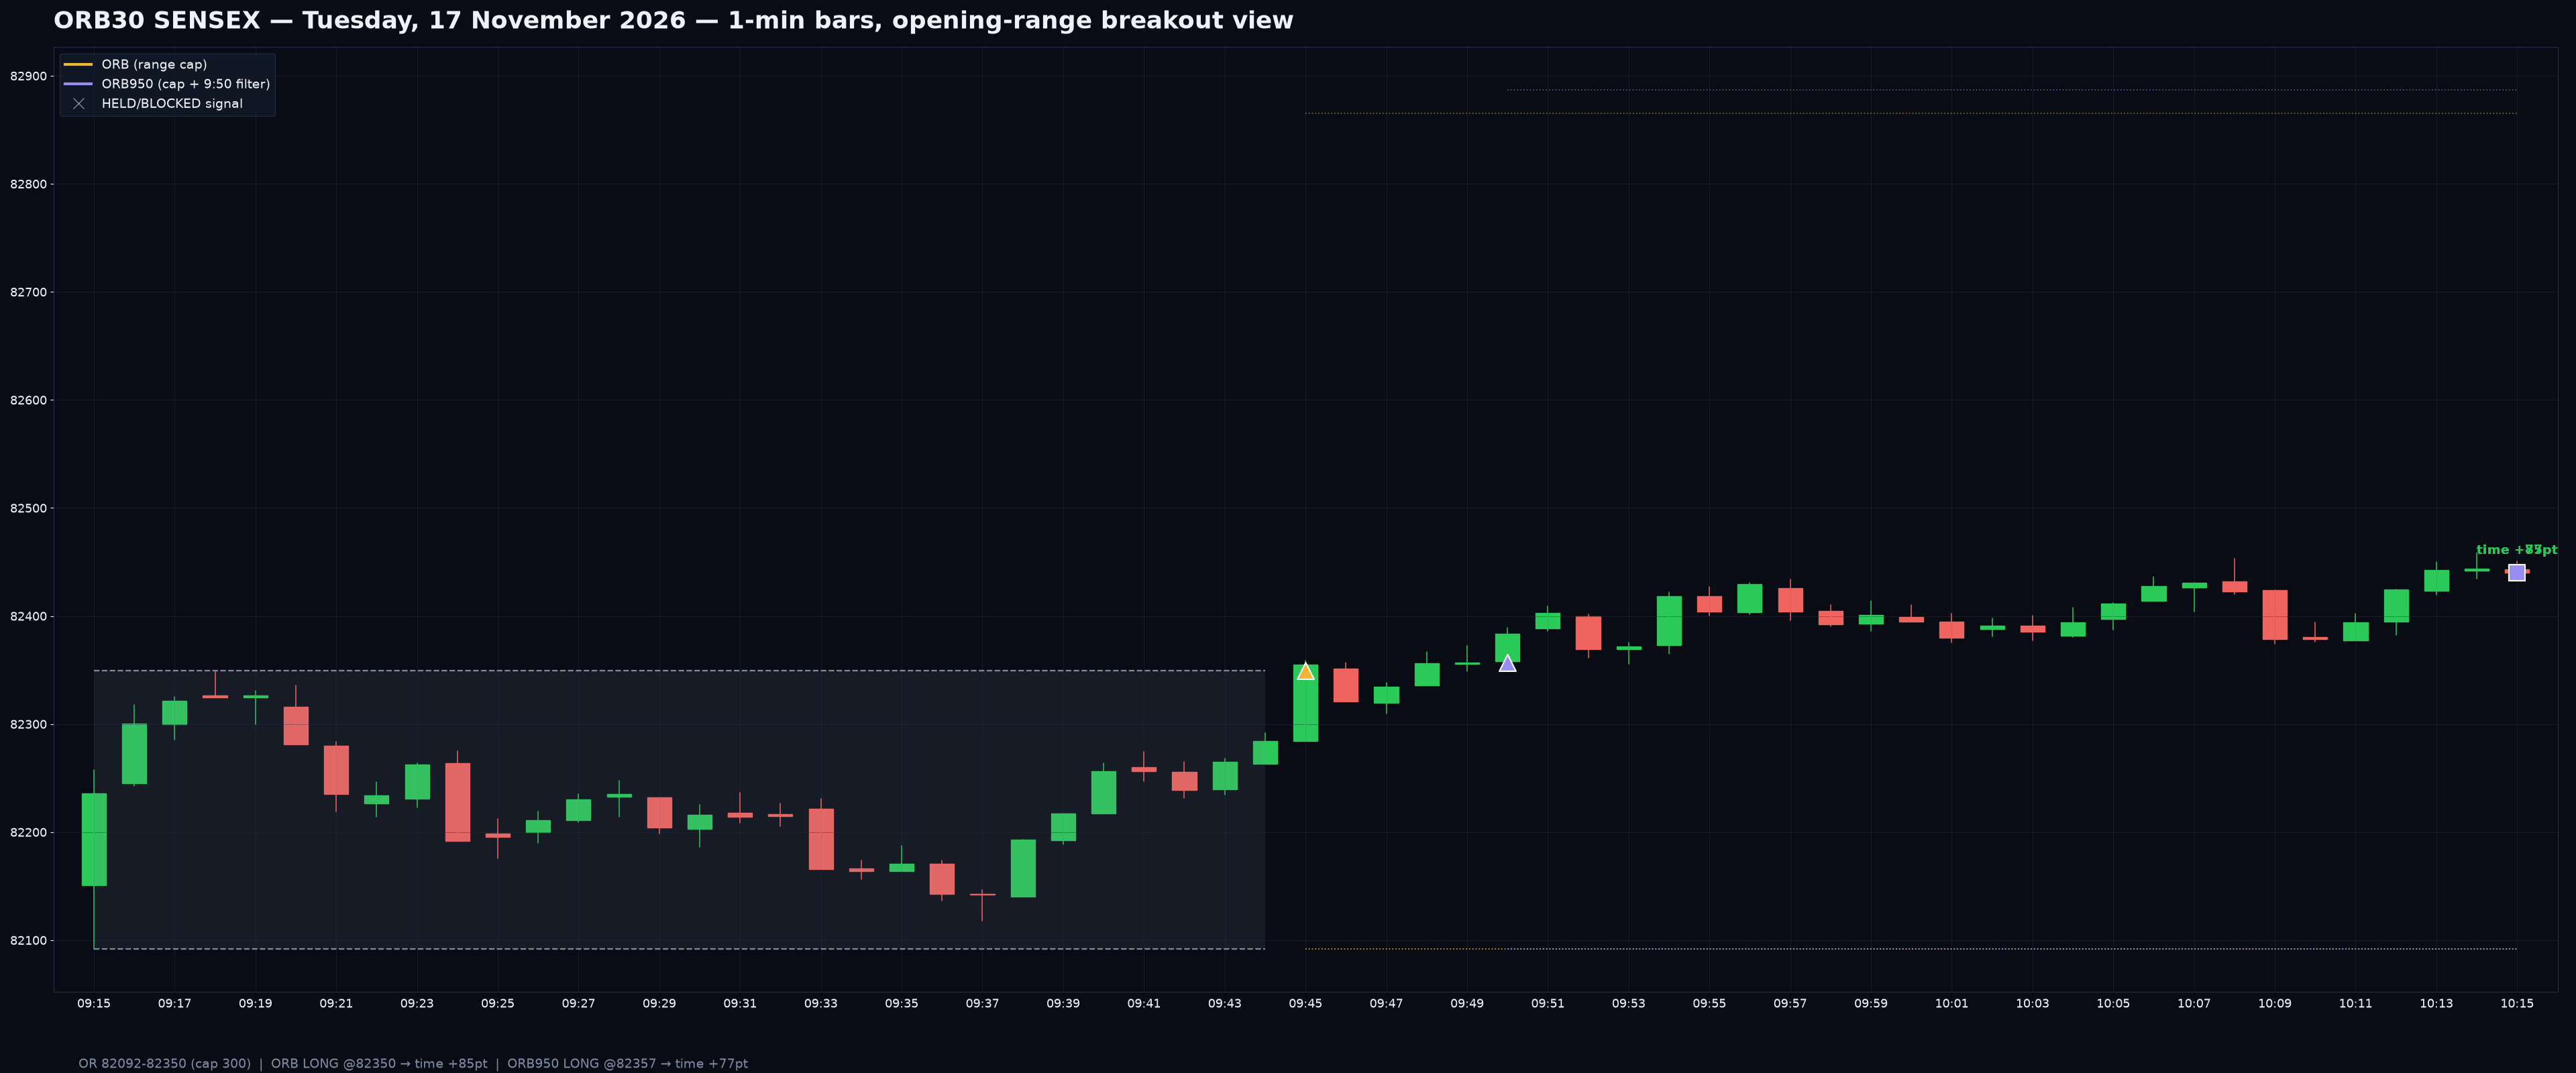 ORB30 SENSEX — Tuesday, 17 November 2026 — 1-min bars, opening-range breakout view
ORB (range cap)
ORB950 (cap + 9:50 filter)
HELD/BLOCKED signal
82900
82800
82700
82600
82500
82400
82300
82200
82100
time
09:15 09:17 09:19 09:21 09:23 09:25 09:27 09:29 09:31 09:33 09:35 09:37 09:39 09:41 09:43 09:45 09:47 09:49 09:51 09:53 09:55 09:57 09:59 10:01 10:03 10:05 10:07 10:09 10:11 10:13 10:15
OR 82092-82350 (cap 300) | ORB LONG @82350 → time +85pt | ORB950 LONG @82357 → time +77pt